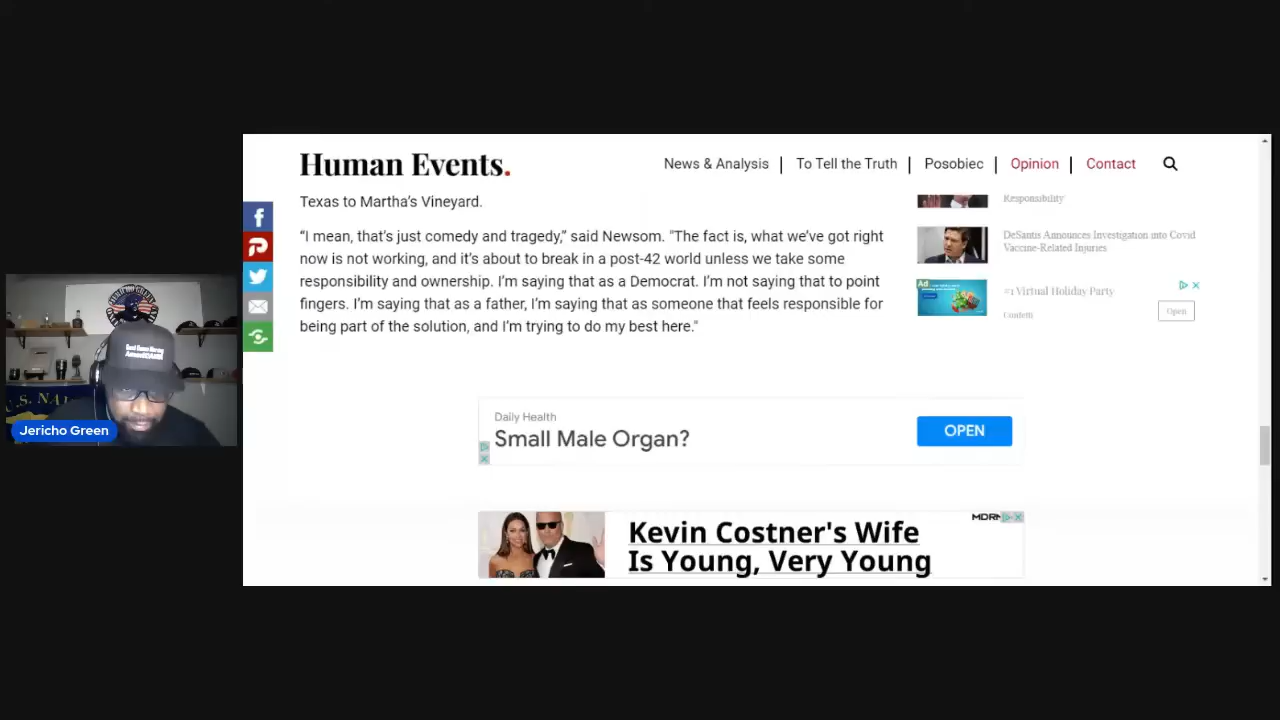 Human Events.
News & Analysis | To Tell the Truth | Posobiec | Opinion | Contact
Texas to Martha’s Vineyard.
“I mean, that’s just comedy and tragedy,” said Newsom. "The fact is, what we’ve got right
now is not working, and it’s about to break in a post-42 world unless we take some
responsibility and ownership. I’m saying that as a Democrat. I’m not saying that to point
fingers. I’m saying that as a father, I’m saying that as someone that feels responsible for
being part of the solution, and I’m trying to do my best here."
Responsibility
DeSantis Announces Investigation into Covid
Vaccine-Related Injuries
Ad
#1 Virtual Holiday Party
Confetti
Open
U.S. NA
Jericho Green
Daily Health
Small Male Organ?
OPEN
Kevin Costner's Wife
Is Young, Very Young